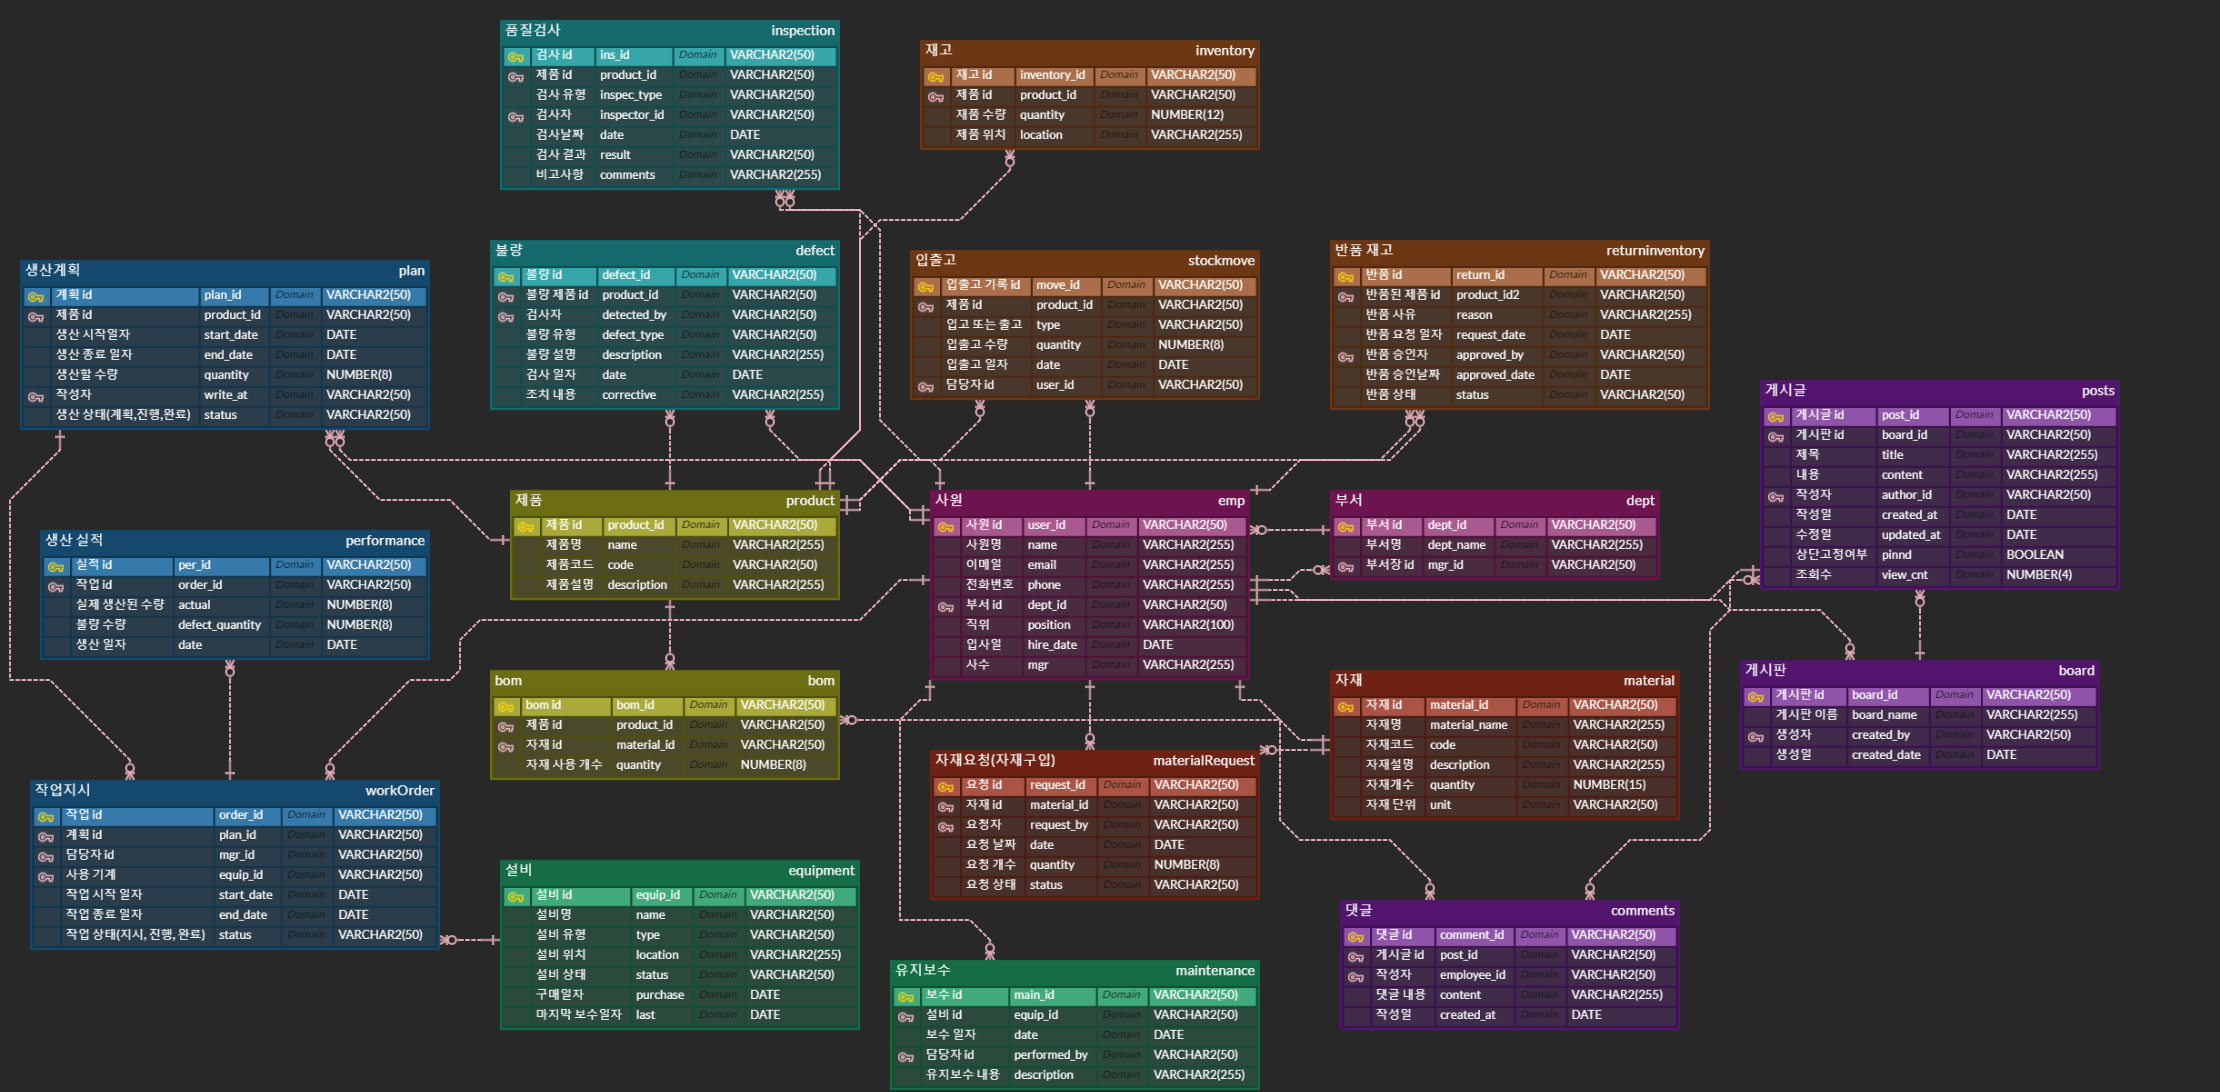 품질검사 inspection
검사 id ins_id Domain VARCHAR2(50)
제품 id product_id Domain VARCHAR2(50)
검사 유형 inspec_type Domain VARCHAR2(50)
검사자 inspector_id Domain VARCHAR2(50)
검사날짜 date Domain DATE
검사 결과 result Domain VARCHAR2(50)
비고사항 comments Domain VARCHAR2(255)
재고 inventory
재고 id inventory_id Domain VARCHAR2(50)
제품 id product_id Domain VARCHAR2(50)
제품 수량 quantity Domain NUMBER(12)
제품 위치 location Domain VARCHAR2(255)
생산계획 plan
계획 id plan_id Domain VARCHAR2(50)
제품 id product_id Domain VARCHAR2(50)
생산 시작일자 start_date Domain DATE
생산 종료 일자 end_date Domain DATE
생산할 수량 quantity Domain NUMBER(8)
작성자 write_at Domain VARCHAR2(50)
생산 상태(계획,진행,완료) status Domain VARCHAR2(50)
불량 defect
불량 id defect_id Domain VARCHAR2(50)
불량 제품 id product_id Domain VARCHAR2(50)
검사자 detected_by Domain VARCHAR2(50)
불량 유형 defect_type Domain VARCHAR2(50)
불량 설명 description Domain VARCHAR2(255)
검사 일자 date Domain DATE
조치 내용 corrective Domain VARCHAR2(255)
입출고 stockmove
입출고 기록 id move_id Domain VARCHAR2(50)
제품 id product_id Domain VARCHAR2(50)
입고 또는 출고 type Domain VARCHAR2(50)
입출고 수량 quantity Domain NUMBER(8)
입출고 일자 date Domain DATE
담당자 id user_id Domain VARCHAR2(50)
반품 재고 returninventory
반품 id return_id Domain VARCHAR2(50)
반품된 제품 id product_id2 Domain VARCHAR2(50)
반품 사유 reason Domain VARCHAR2(255)
반품 요청 일자 request_date Domain DATE
반품 승인자 approved_by Domain VARCHAR2(50)
반품 승인날짜 approved_date Domain DATE
반품 상태 status Domain VARCHAR2(50)
게시글 posts
게시글 id post_id Domain VARCHAR2(50)
게시판 id board_id Domain VARCHAR2(50)
제목 title Domain VARCHAR2(255)
내용 content Domain VARCHAR2(255)
작성자 author_id Domain VARCHAR2(50)
작성일 created_at Domain DATE
수정일 updated_at Domain DATE
상단고정여부 pinnd Domain BOOLEAN
조회수 view_cnt Domain NUMBER(4)
생산 실적 performance
실적 id per_id Domain VARCHAR2(50)
작업 id order_id Domain VARCHAR2(50)
실제 생산된 수량 actual Domain NUMBER(8)
불량 수량 defect_quantity Domain NUMBER(8)
생산 일자 date Domain DATE
제품 product
제품 id product_id Domain VARCHAR2(50)
제품명 name Domain VARCHAR2(255)
제품코드 code Domain VARCHAR2(50)
제품설명 description Domain VARCHAR2(255)
사원 emp
사원 id user_id Domain VARCHAR2(50)
사원명 name Domain VARCHAR2(255)
이메일 email Domain VARCHAR2(255)
전화번호 phone Domain VARCHAR2(255)
부서 id dept_id Domain VARCHAR2(50)
직위 position Domain VARCHAR2(100)
입사일 hire_date Domain DATE
사수 mgr Domain VARCHAR2(255)
부서 dept
부서 id dept_id Domain VARCHAR2(50)
부서명 dept_name Domain VARCHAR2(255)
부서장 id mgr_id Domain VARCHAR2(50)
bom bom
bom id bom_id Domain VARCHAR2(50)
제품 id product_id Domain VARCHAR2(50)
자재 id material_id Domain VARCHAR2(50)
자재 사용 개수 quantity Domain NUMBER(8)
자재 material
자재 id material_id Domain VARCHAR2(50)
자재명 material_name Domain VARCHAR2(255)
자재코드 code Domain VARCHAR2(50)
자재설명 description Domain VARCHAR2(255)
자재개수 quantity Domain NUMBER(15)
자재 단위 unit Domain VARCHAR2(50)
게시판 board
게시판 id board_id Domain VARCHAR2(50)
게시판 이름 board_name Domain VARCHAR2(255)
생성자 created_by Domain VARCHAR2(50)
생성일 created_date Domain DATE
작업지시 workOrder
작업 id order_id Domain VARCHAR2(50)
계획 id plan_id Domain VARCHAR2(50)
담당자 id mgr_id Domain VARCHAR2(50)
사용 기계 equip_id Domain VARCHAR2(50)
작업 시작 일자 start_date Domain DATE
작업 종료 일자 end_date Domain DATE
작업 상태(지시, 진행, 완료) status Domain VARCHAR2(50)
자재요청(자재구입) materialRequest
요청 id request_id Domain VARCHAR2(50)
자재 id material_id Domain VARCHAR2(50)
요청자 request_by Domain VARCHAR2(50)
요청 날짜 date Domain DATE
요청 개수 quantity Domain NUMBER(8)
요청 상태 status Domain VARCHAR2(50)
설비 equipment
설비 id equip_id Domain VARCHAR2(50)
설비명 name Domain VARCHAR2(50)
설비 유형 type Domain VARCHAR2(50)
설비 위치 location Domain VARCHAR2(255)
설비 상태 status Domain VARCHAR2(50)
구매일자 purchase Domain DATE
마지막 보수일자 last Domain DATE
댓글 comments
댓글 id comment_id Domain VARCHAR2(50)
게시글 id post_id Domain VARCHAR2(50)
작성자 employee_id Domain VARCHAR2(50)
댓글 내용 content Domain VARCHAR2(255)
작성일 created_at Domain DATE
유지보수 maintenance
보수 id main_id Domain VARCHAR2(50)
설비 id equip_id Domain VARCHAR2(50)
보수 일자 date Domain DATE
담당자 id performed_by Domain VARCHAR2(50)
유지보수 내용 description Domain VARCHAR2(255)